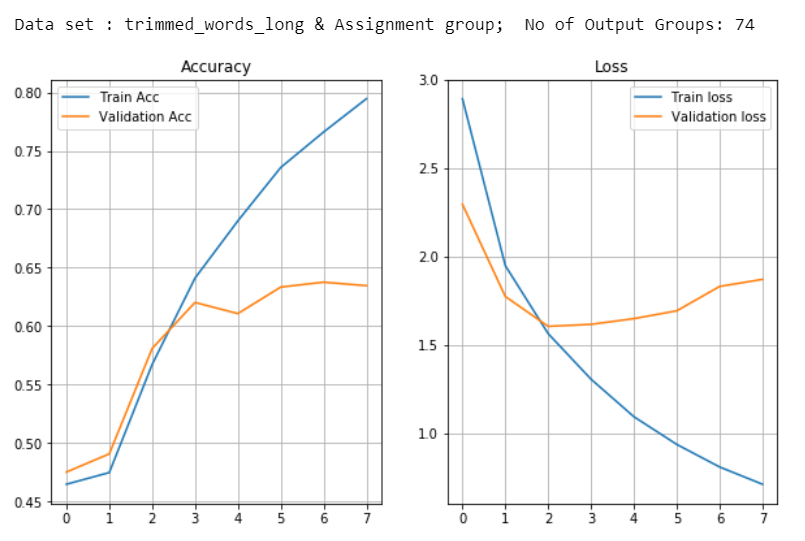 Data set : trimmed_words_long & Assignment group;  No of Output Groups: 74
Accuracy
Train Acc
Validation Acc
0.80
0.75
0.70
0.65
0.60
0.55
0.50
0.45
0 1 2 3 4 5 6 7
Loss
Train loss
Validation loss
3.0
2.5
2.0
1.5
1.0
0 1 2 3 4 5 6 7